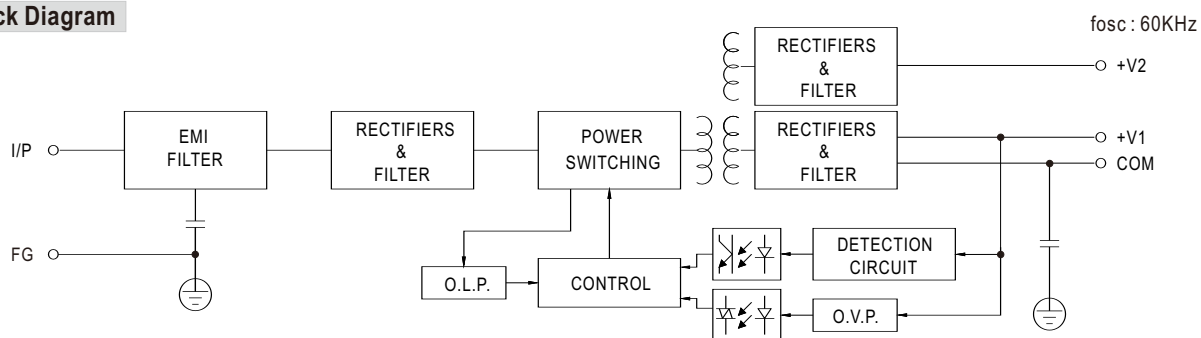 ck Diagram
fosc : 60KHz
RECTIFIERS
&
FILTER
+V2
I/P
EMI
FILTER
RECTIFIERS
&
FILTER
POWER
SWITCHING
RECTIFIERS
&
FILTER
+V1
COM
FG
O.L.P.
CONTROL
DETECTION
CIRCUIT
O.V.P.